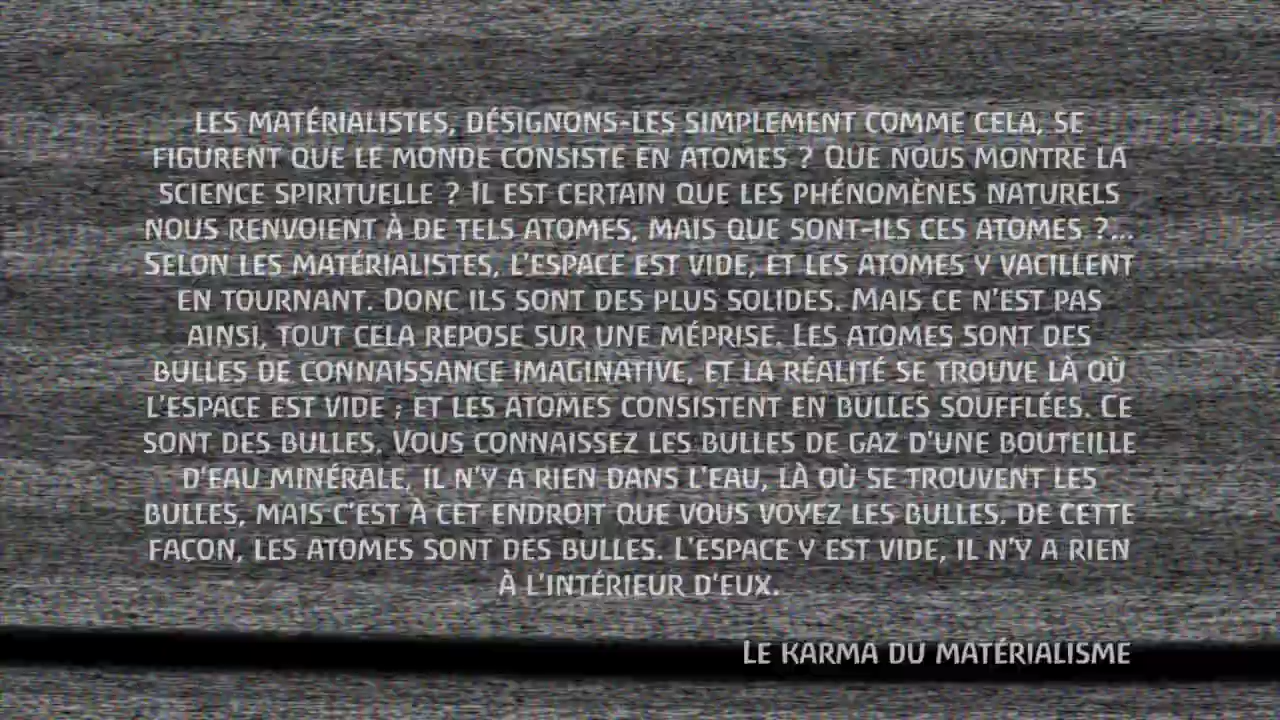 LES MATÉRIALISTES, DÉSIGNONS-LES SIMPLEMENT COMME CELA, SE
FIGURENT QUE LE MONDE CONSISTE EN ATOMES ? QUE NOUS MONTRE LA
SCIENCE SPIRITUELLE ? IL EST CERTAIN QUE LES PHÉNOMÈNES NATURELS
NOUS RENVOIENT À DE TELS ATOMES, MAIS QUE SONT-ILS CES ATOMES ?...
SELON LES MATÉRIALISTES, L'ESPACE EST VIDE, ET LES ATOMES Y VACILLENT
EN TOURNANT. DONC ILS SONT DES PLUS SOLIDES. MAIS CE N'EST PAS
AINSI, TOUT CELA REPOSE SUR UNE MÉPRISE. LES ATOMES SONT DES
BULLES DE CONNAISSANCE IMAGINATIVE, ET LA RÉALITÉ SE TROUVE LÀ OÙ
L'ESPACE EST VIDE ; ET LES ATOMES CONSISTENT EN BULLES SOUFFLÉES. CE
SONT DES BULLES. VOUS CONNAISSEZ LES BULLES DE GAZ D'UNE BOUTEILLE
D'EAU MINÉRALE, IL N'Y A RIEN DANS L'EAU, LÀ OÙ SE TROUVENT LES
BULLES, MAIS C'EST À CET ENDROIT QUE VOUS VOYEZ LES BULLES. DE CETTE
FAÇON, LES ATOMES SONT DES BULLES. L'ESPACE Y EST VIDE, IL N'Y A RIEN
À L'INTÉRIEUR D'EUX.
LE KARMA DU MATÉRIALISME